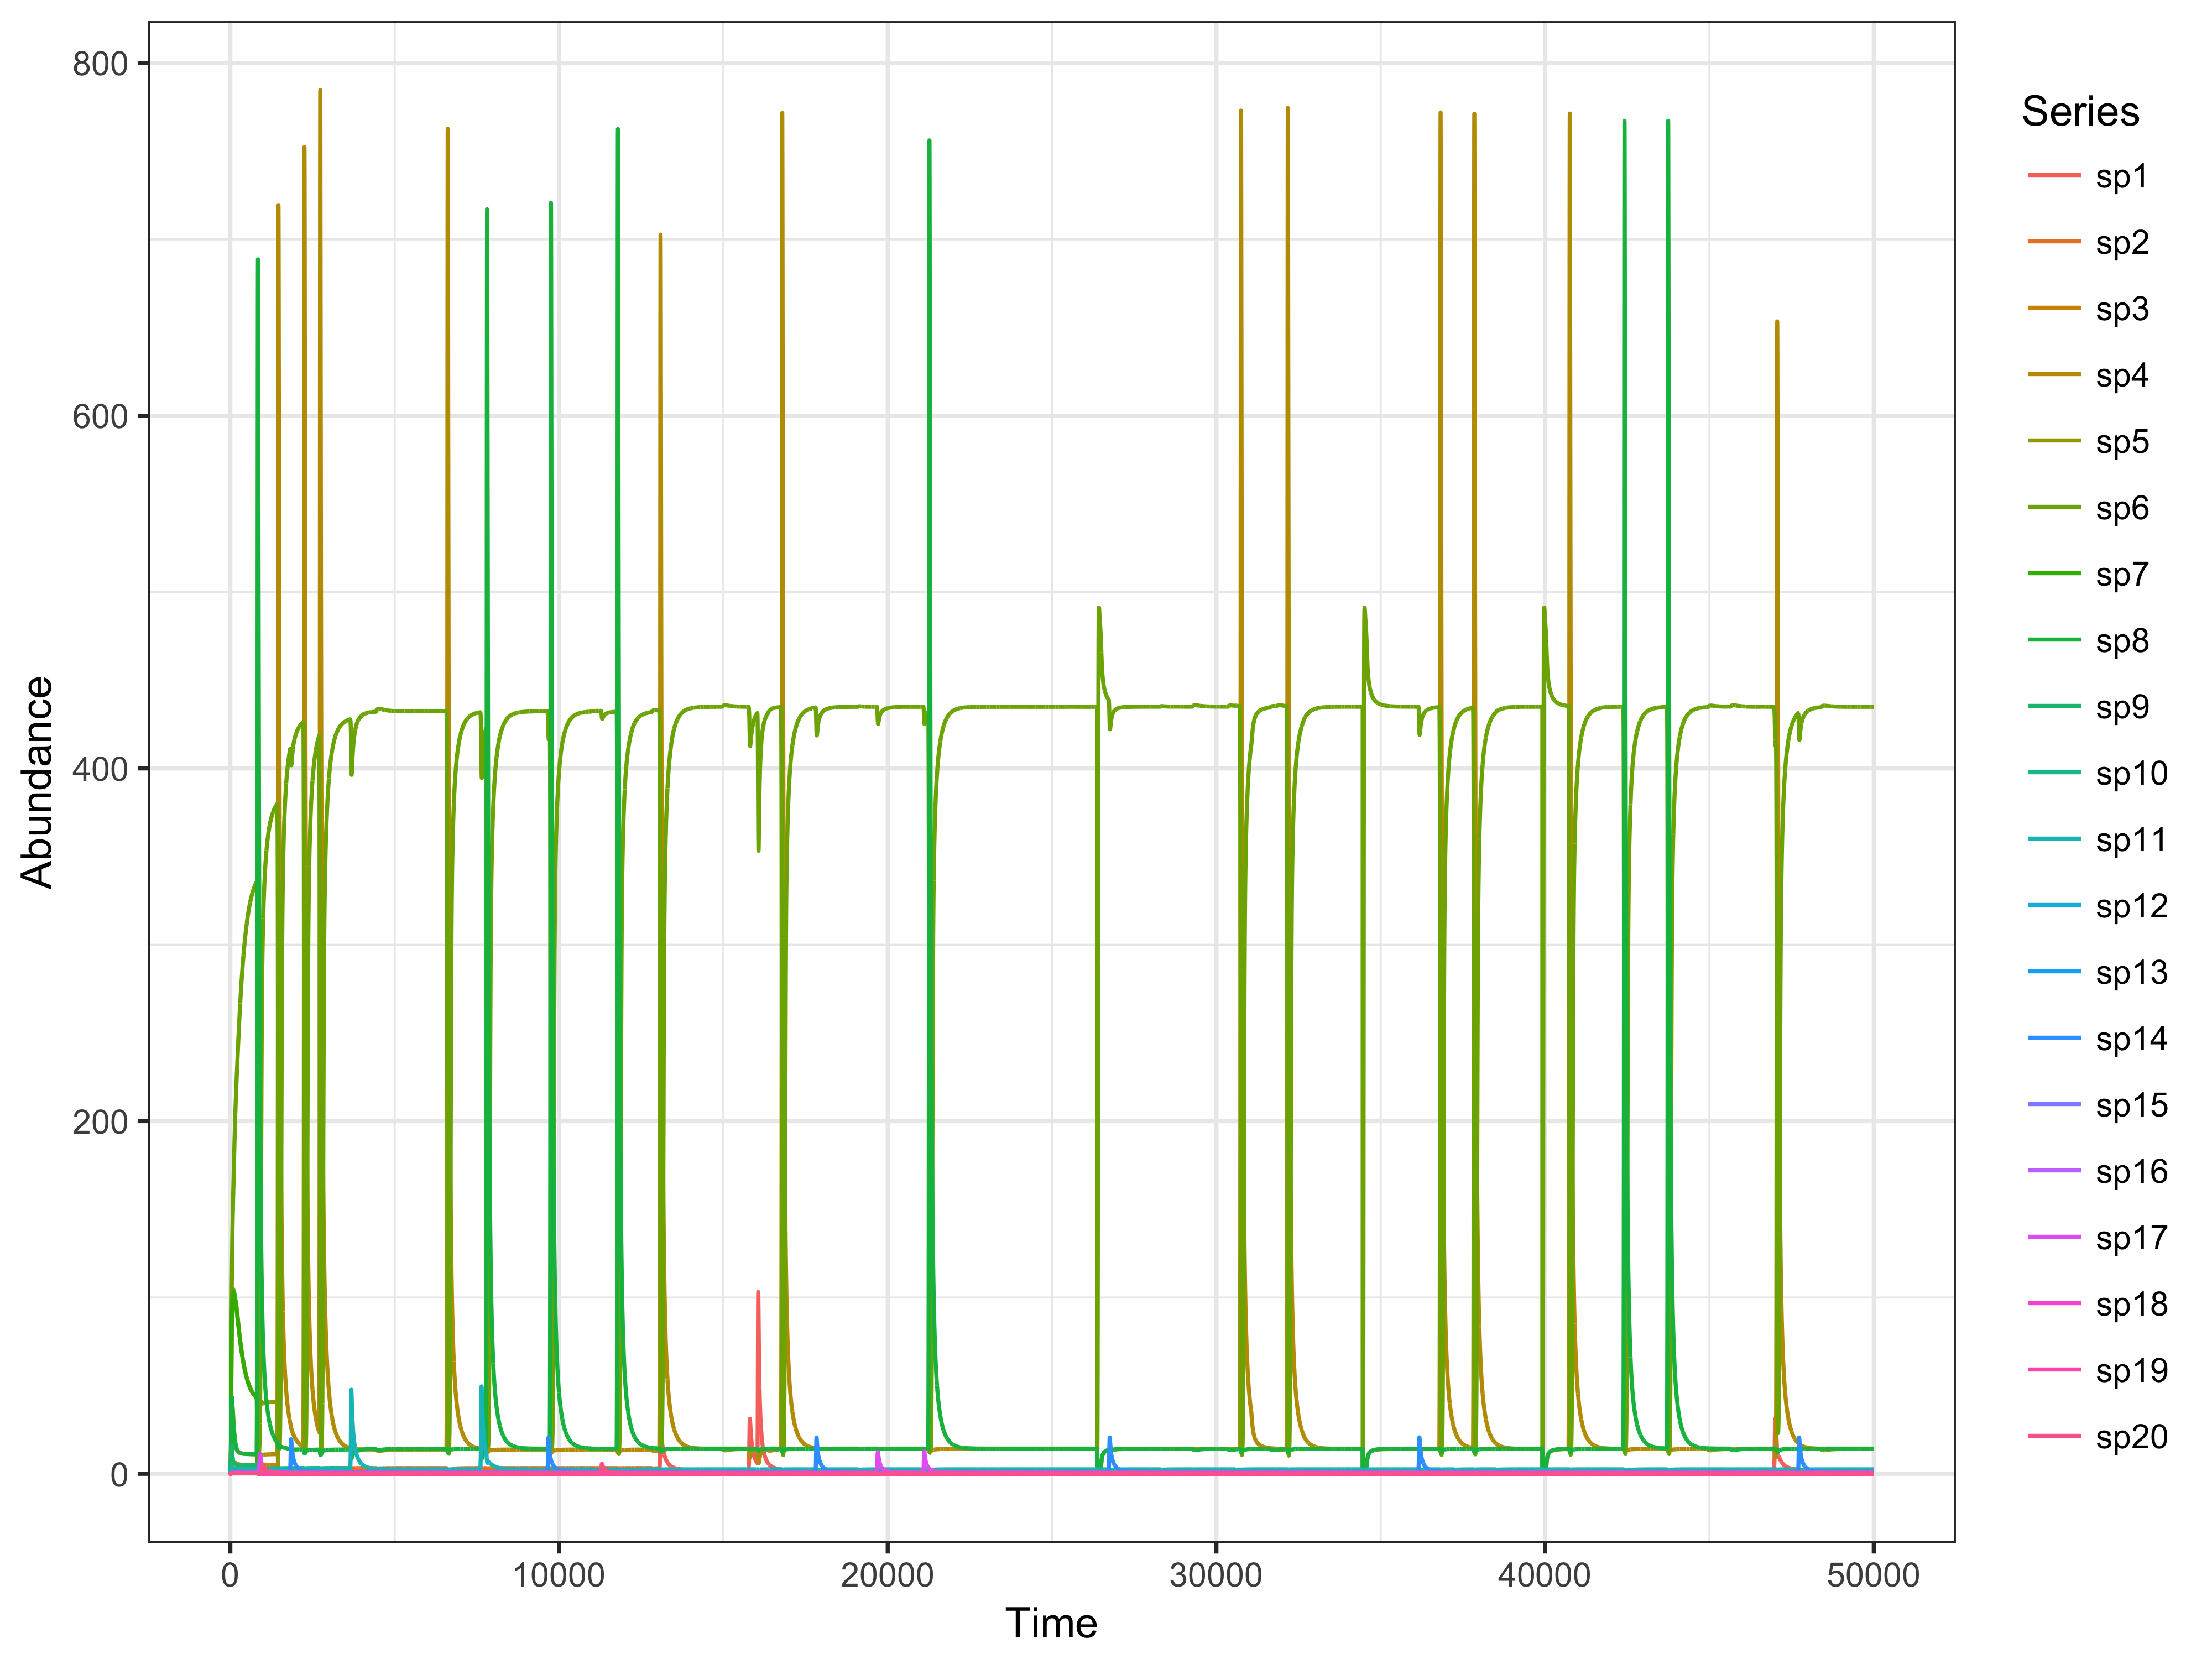 800
600
400
200
0
Abundance
0 10000 20000 30000 40000 50000
Time
Series
sp1
sp2
sp3
sp4
sp5
sp6
sp7
sp8
sp9
sp10
sp11
sp12
sp13
sp14
sp15
sp16
sp17
sp18
sp19
sp20